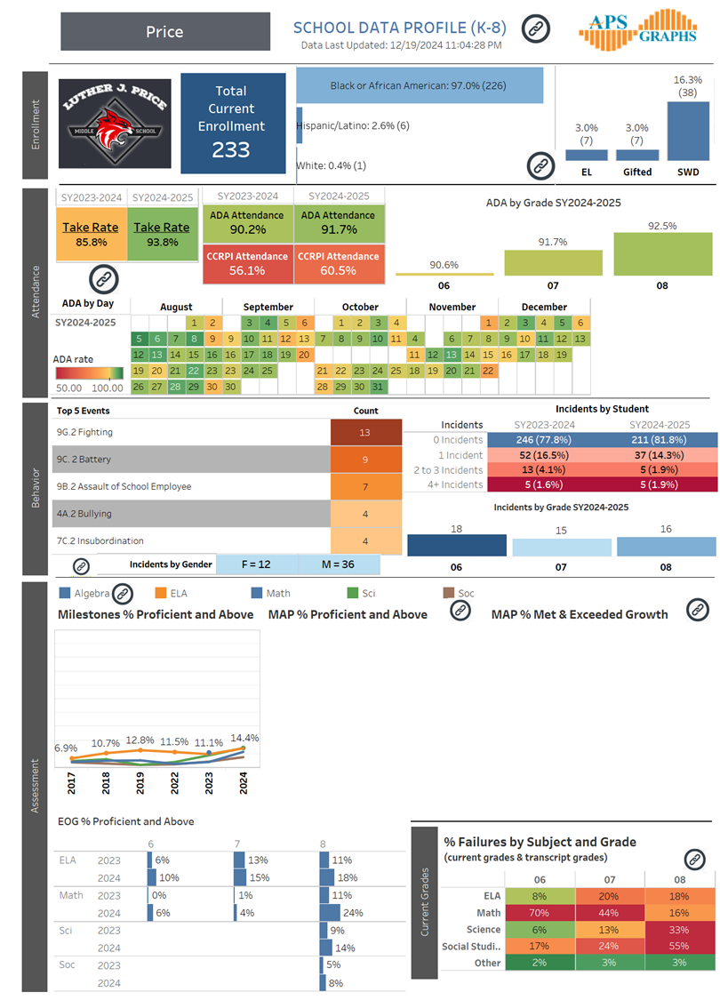 Price
SCHOOL DATA PROFILE (K-8)
Data Last Updated: 12/19/2024 11:04:28 PM
APS
GRAPHS
Enrollment
LUTHER J. PRICE
MIDDLE SCHOOL
Total
Current
Enrollment
233
Black or African American: 97.0% (226)
Hispanic/Latino: 2.6% (6)
White: 0.4% (1)
3.0%
(7)
3.0%
(7)
16.3%
(38)
EL Gifted SWD
Attendance
SY2023-2024 SY2024-2025
Take Rate Take Rate
85.8% 93.8%
SY2023-2024 SY2024-2025
ADA Attendance ADA Attendance
90.2% 91.7%
CCRPI Attendance CCRPI Attendance
56.1% 60.5%
ADA by Grade SY2024-2025
90.6% 91.7% 92.5%
06 07 08
ADA by Day August September October November December
SY2024-2025
1 2 3 4 5 6 1 2 3 4 1 2 3 4 5 6
5 6 7 8 9 9 10 11 12 13 7 8 9 10 11 4 6 7 8 9 10 11 12 13
12 13 14 15 16 16 17 18 19 20 11 12 13 14 15 16 17 18 19
19 20 21 22 23 23 24 25 21 22 23 24 25 18 19 20 21 22
26 27 28 29 30 30 28 29 30 31
ADA rate
50.00 100.00
Behavior
Top 5 Events Count
9G.2 Fighting 13
9C. 2 Battery 9
9B.2 Assault of School Employee 7
4A.2 Bullying 4
7C.2 Insubordination 4
Incidents by Gender F = 12 M = 36
Incidents by Student
Incidents SY2023-2024 SY2024-2025
0 Incidents 246 (77.8%) 211 (81.8%)
1 Incident 52 (16.5%) 37 (14.3%)
2 to 3 Incidents 13 (4.1%) 5 (1.9%)
4+ Incidents 5 (1.6%) 5 (1.9%)
Incidents by Grade SY2024-2025
18 15 16
06 07 08
Assessment
Algebra ELA Math Sci Soc
Milestones % Proficient and Above MAP % Proficient and Above MAP % Met & Exceeded Growth
6.9% 10.7% 12.8% 11.5% 11.1% 14.4%
2017 2018 2019 2022 2023 2024
EOG % Proficient and Above
6 7 8
ELA 2023 6% 13% 11%
2024 10% 15% 18%
Math 2023 0% 1% 11%
2024 6% 4% 24%
Sci 2023 9%
2024 14%
Soc 2023 5%
2024 8%
Current Grades
% Failures by Subject and Grade
(current grades & transcript grades)
06 07 08
ELA 8% 20% 18%
Math 70% 44% 16%
Science 6% 13% 33%
Social Studi.. 17% 24% 55%
Other 2% 3% 3%